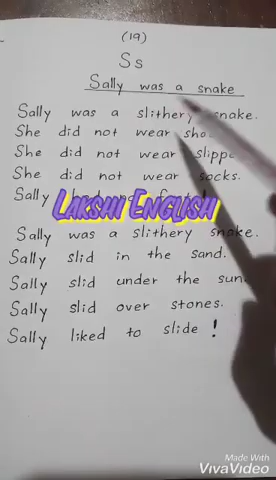 (19)
Ss
Sally was a snake
Sally was a slithery snake.
She did not wear
She did not wear
She did not wear socks.
Sally
LAKSHI ENGLISH
Sally was a slithery snake.
Sally slid in the sand.
Sally slid under the sun.
Sally slid over stones.
Sally liked to slide !
Made With
VivaVideo